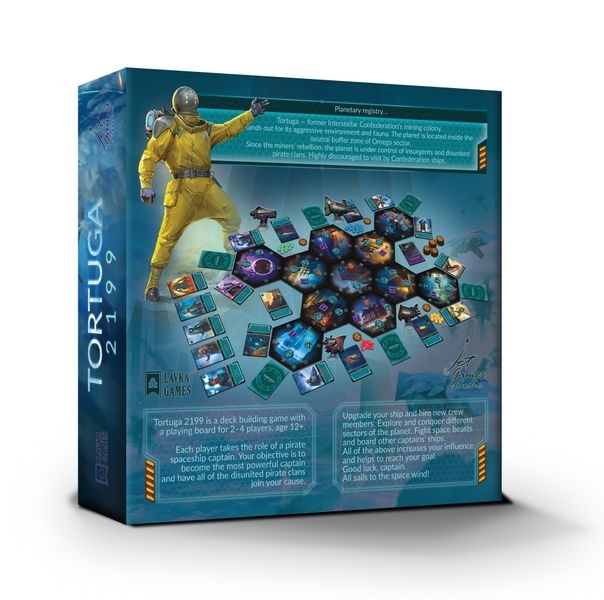 Planetary registry...
Tortuga — former Interstellar Confederation's mining colony.
ands out for its aggressive environment and fauna. The planet is located inside the
neutral buffer zone of Omega sector.
Since the miners' rebellion, the planet is under control of insurgents and disunited
pirate clans. Highly discouraged to visit by Confederation ships.
TORTUGA
2199
LAVKA
GAMES
Jet
Games
Studio
LAVKA
GAMES
Tortuga 2199 is a deck building game with
a playing board for 2-4 players, age 12+.
Each player takes the role of a pirate
spaceship captain. Your objective is to
become the most powerful captain
and have all of the disunited pirate clans
join your cause.
Upgrade your ship and hire new crew
members. Explore and conquer different
sectors of the planet. Fight space beasts
and board other captains' ships.
All of the above increases your influence
and helps to reach your goal.
Good luck, captain.
All sails to the space wind!